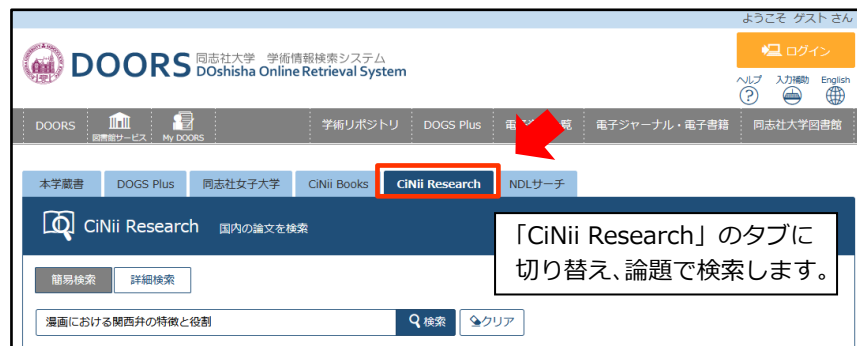 ようこそ ゲスト さん
DOORS 同志社大学 学術情報検索システム
DOshisha Online Retrieval System
ログイン
ヘルプ 入力補助 English
DOORS 図書館サービス My DOORS 学術リポジトリ DOGS Plus 電子 覧 電子ジャーナル・電子書籍 同志社大学図書館
本学蔵書 DOGS Plus 同志社女子大学 CiNii Books CiNii Research NDLサーチ
CiNii Research 国内の論文を検索
「CiNii Research」のタブに
切り替え、論題で検索します。
簡易検索 詳細検索
漫画における関西弁の特徴と役割 検索 クリア